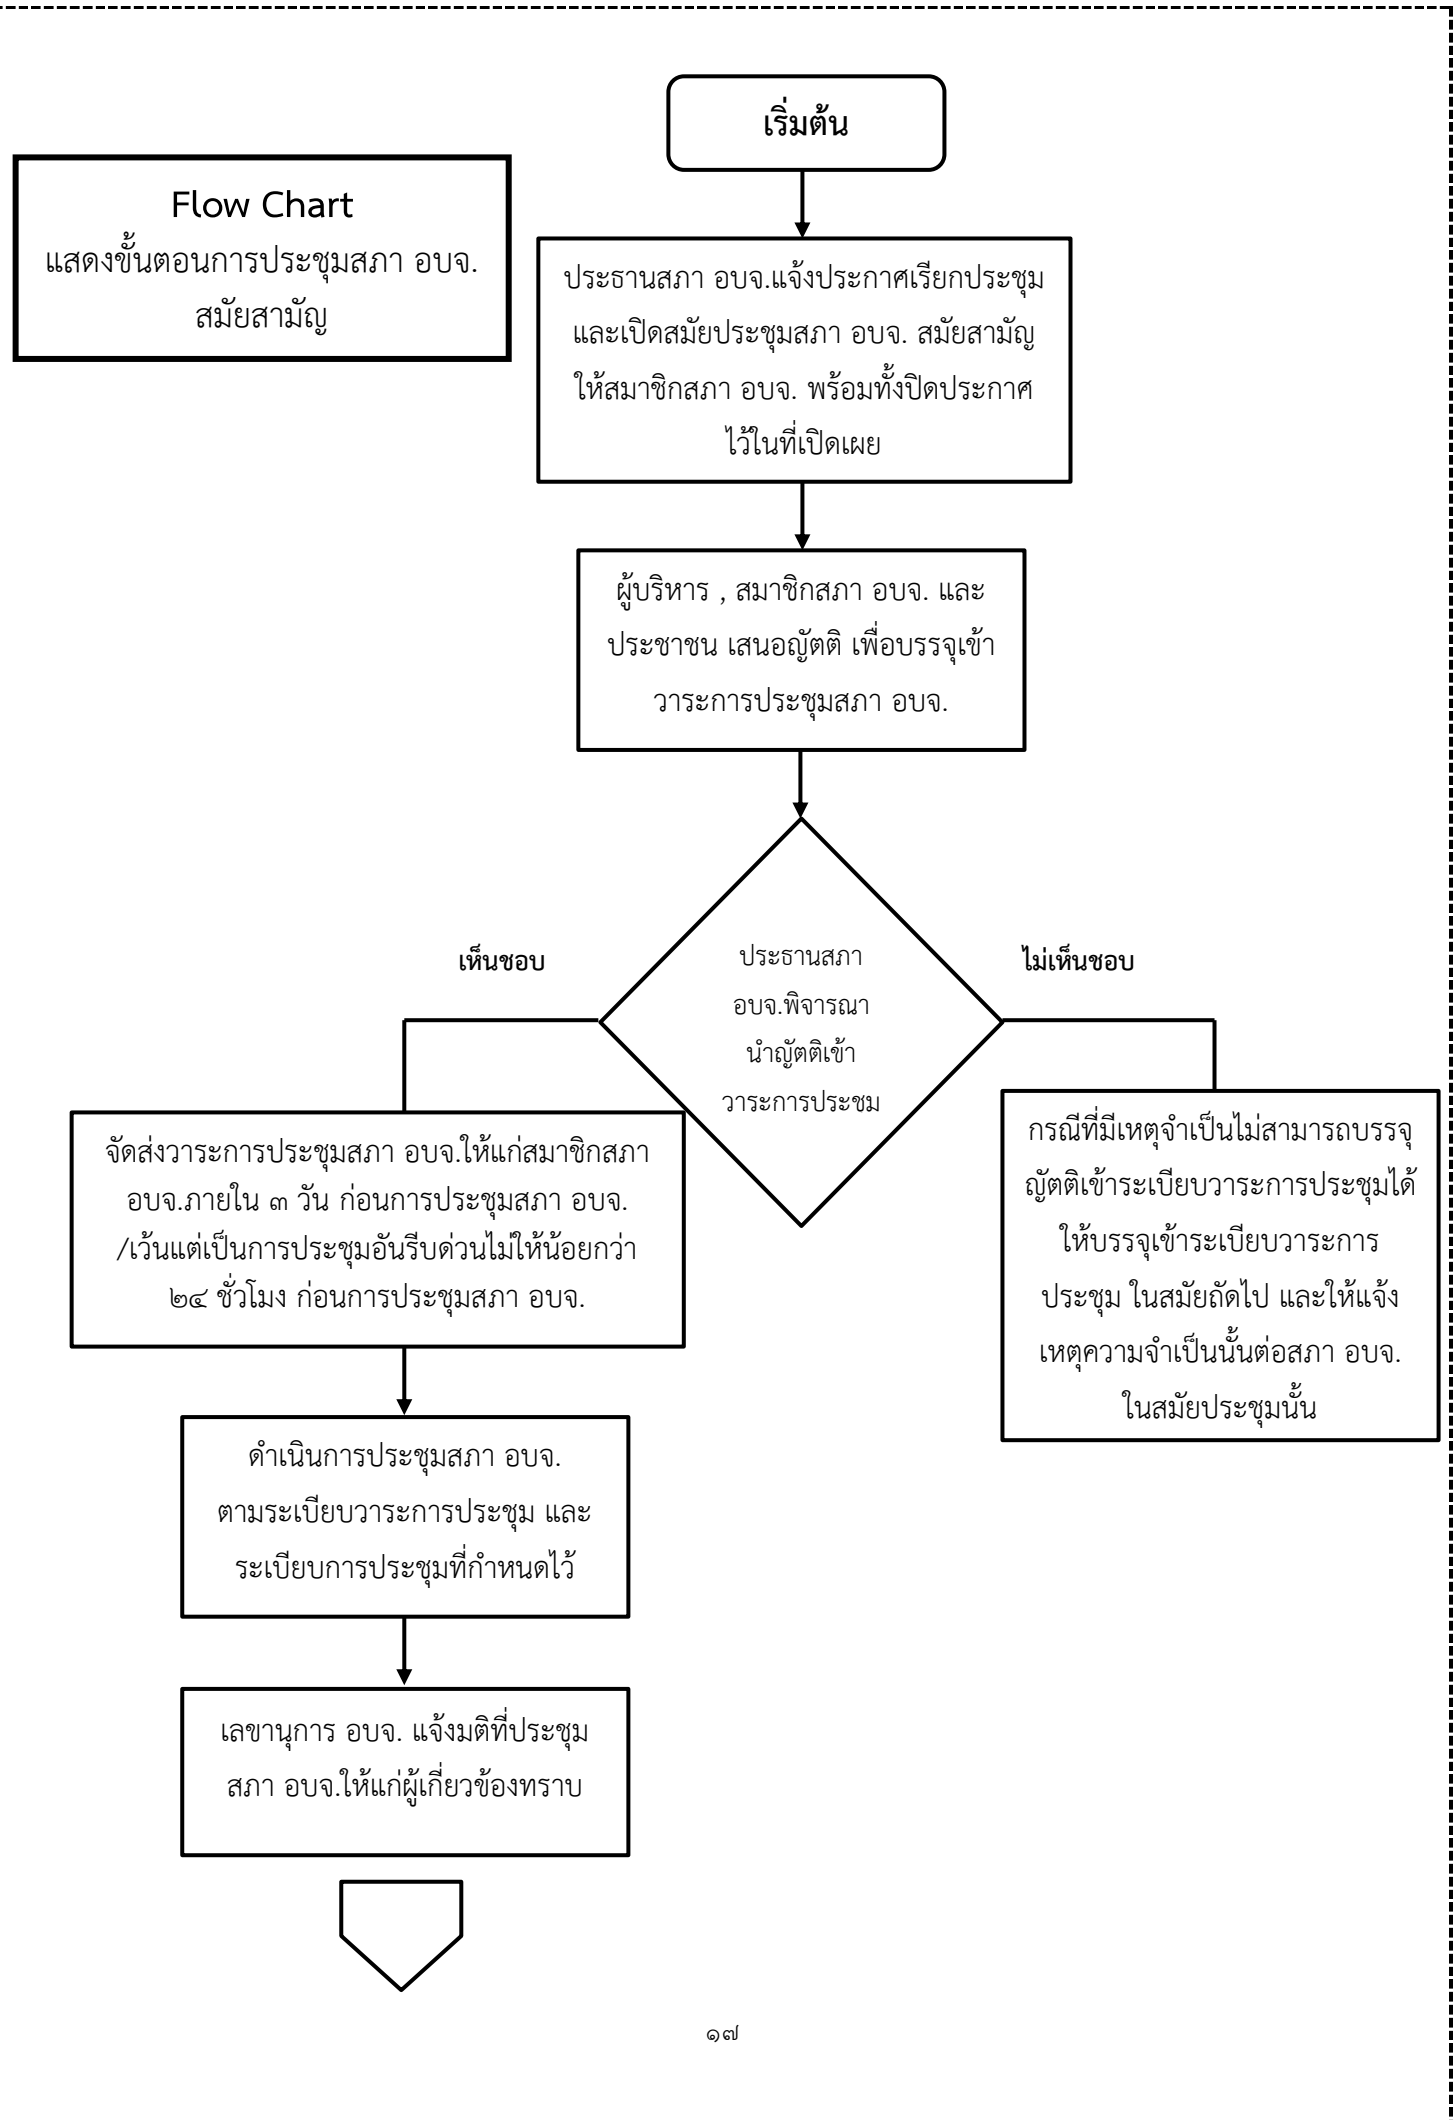 เริ่มต้น
Flow Chart
แสดงขั้นตอนการประชุมสภา อบจ.
สมัยสามัญ
ประธานสภา อบจ.แจ้งประกาศเรียกประชุม
และเปิดสมัยประชุมสภา อบจ. สมัยสามัญ
ให้สมาชิกสภา อบจ. พร้อมทั้งปิดประกาศ
ไว้ในที่เปิดเผย
ผู้บริหาร , สมาชิกสภา อบจ. และ
ประชาชน เสนอญัตติ เพื่อบรรจุเข้า
วาระการประชุมสภา อบจ.
เห็นชอบ
ประธานสภา
อบจ.พิจารณา
นำญัตติเข้า
วาระการประชม
ไม่เห็นชอบ
จัดส่งวาระการประชุมสภา อบจ.ให้แก่สมาชิกสภา
อบจ.ภายใน ๓ วัน ก่อนการประชุมสภา อบจ.
/เว้นแต่เป็นการประชุมอันรีบด่วนไม่ให้น้อยกว่า
๒๔ ชั่วโมง ก่อนการประชุมสภา อบจ.
กรณีที่มีเหตุจำเป็นไม่สามารถบรรจุ
ญัตติเข้าระเบียบวาระการประชุมได้
ให้บรรจุเข้าระเบียบวาระการ
ประชุม ในสมัยถัดไป และให้แจ้ง
เหตุความจำเป็นนั้นต่อสภา อบจ.
ในสมัยประชุมนั้น
ดำเนินการประชุมสภา อบจ.
ตามระเบียบวาระการประชุม และ
ระเบียบการประชุมที่กำหนดไว้
เลขานุการ อบจ. แจ้งมติที่ประชุม
สภา อบจ.ให้แก่ผู้เกี่ยวข้องทราบ
๑๗